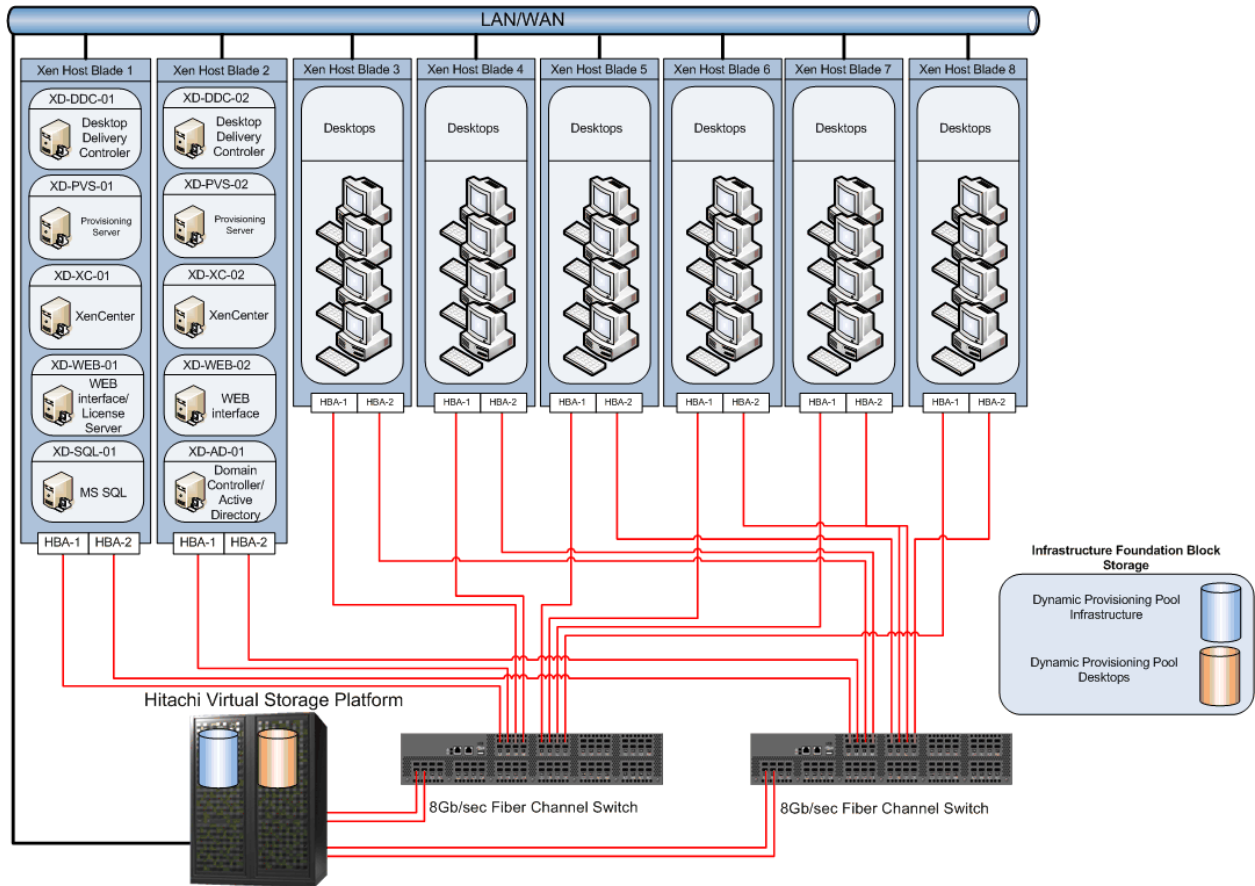 LAN/WAN
Xen Host Blade 1
XD-DDC-01
Desktop
Delivery
Controler
XD-PVS-01
Provisioning
Server
XD-XC-01
XenCenter
XD-WEB-01
WEB
interface/
License
Server
XD-SQL-01
MS SQL
HBA-1
HBA-2
Xen Host Blade 2
XD-DDC-02
Desktop
Delivery
Controler
XD-PVS-02
Provisioning
Server
XD-XC-02
XenCenter
XD-WEB-02
WEB
interface
XD-AD-01
Domain
Controller/
Active
Directory
HBA-1
HBA-2
Xen Host Blade 3
Desktops
HBA-1
HBA-2
Xen Host Blade 4
Desktops
HBA-1
HBA-2
Xen Host Blade 5
Desktops
HBA-1
HBA-2
Xen Host Blade 6
Desktops
HBA-1
HBA-2
Xen Host Blade 7
Desktops
HBA-1
HBA-2
Xen Host Blade 8
Desktops
HBA-1
HBA-2
Infrastructure Foundation Block
Storage
Dynamic Provisioning Pool
Infrastructure
Dynamic Provisioning Pool
Desktops
Hitachi Virtual Storage Platform
8Gb/sec Fiber Channel Switch
8Gb/sec Fiber Channel Switch